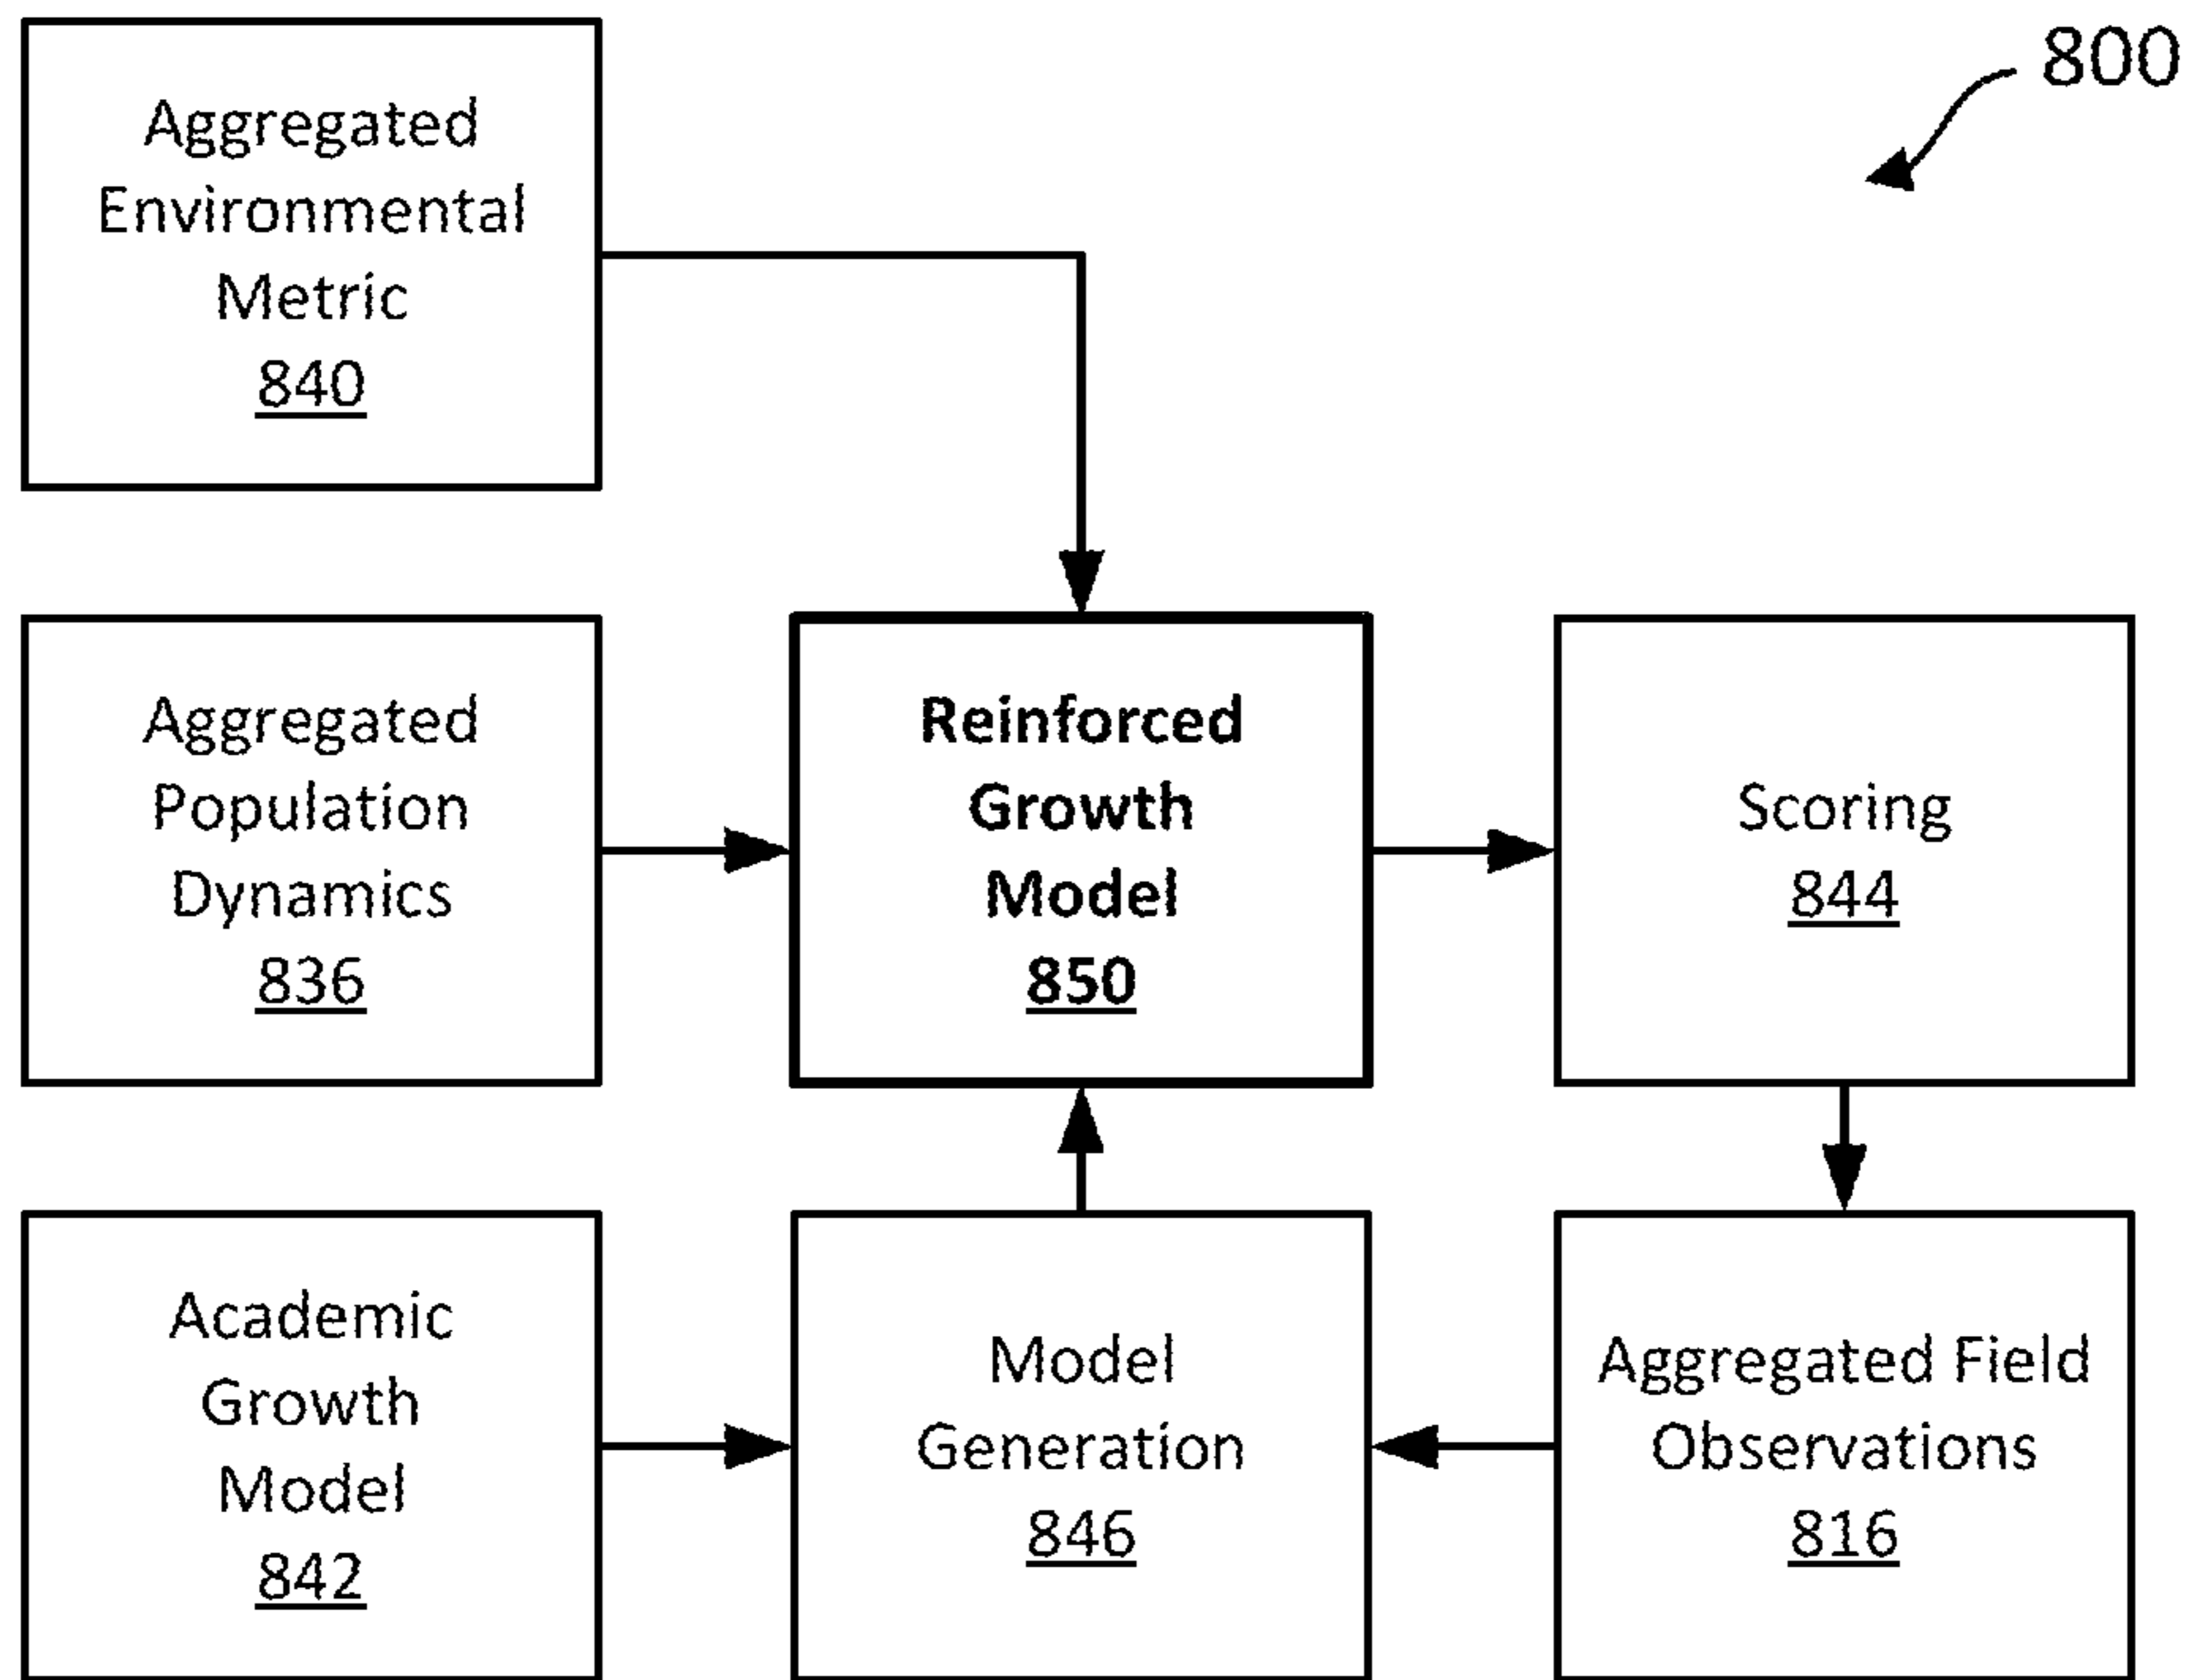 800
Aggregated
Environmental
Metric
840
Aggregated
Population
Dynamics
836
Reinforced
Growth
Model
850
Scoring
844
Academic
Growth
Model
842
Model
Generation
846
Aggregated Field
Observations
816